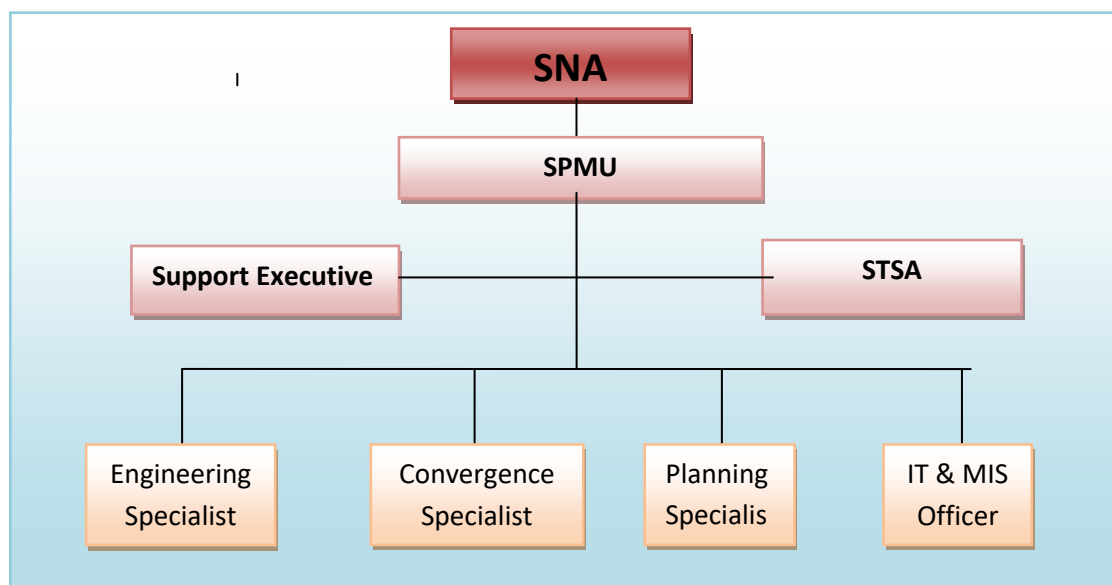 SNA
SPMU
Support Executive
STSA
Engineering
Specialist
Convergence
Specialist
Planning
Specialis
IT & MIS
Officer